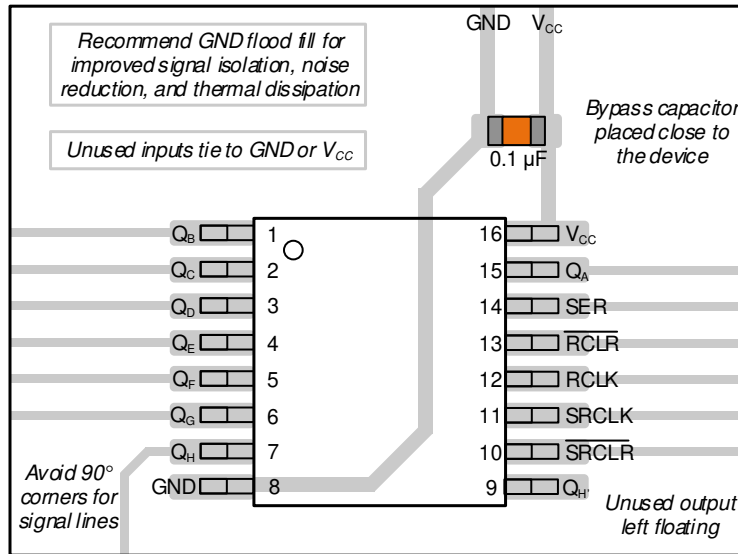 GND VCC
Recommend GND flood fill for
improved signal isolation, noise
reduction, and thermal dissipation
Unused inputs tie to GND or VCC
Bypass capacitor
placed close to
the device
0.1 μF
QB 1 16 VCC
QC 2 15 QA
QD 3 14 SER
QE 4 13 RCLR
QF 5 12 RCLK
QG 6 11 SRCLK
QH 7 10 SRCLR
GND 8 9 QH'
Avoid 90°
corners for
signal lines
Unused output
left floating